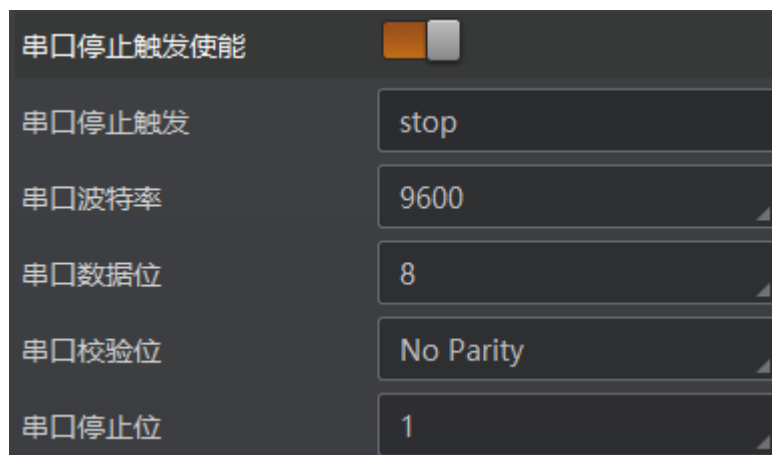 串口停止触发使能
串口停止触发 stop
串口波特率 9600
串口数据位 8
串口校验位 No Parity
串口停止位 1